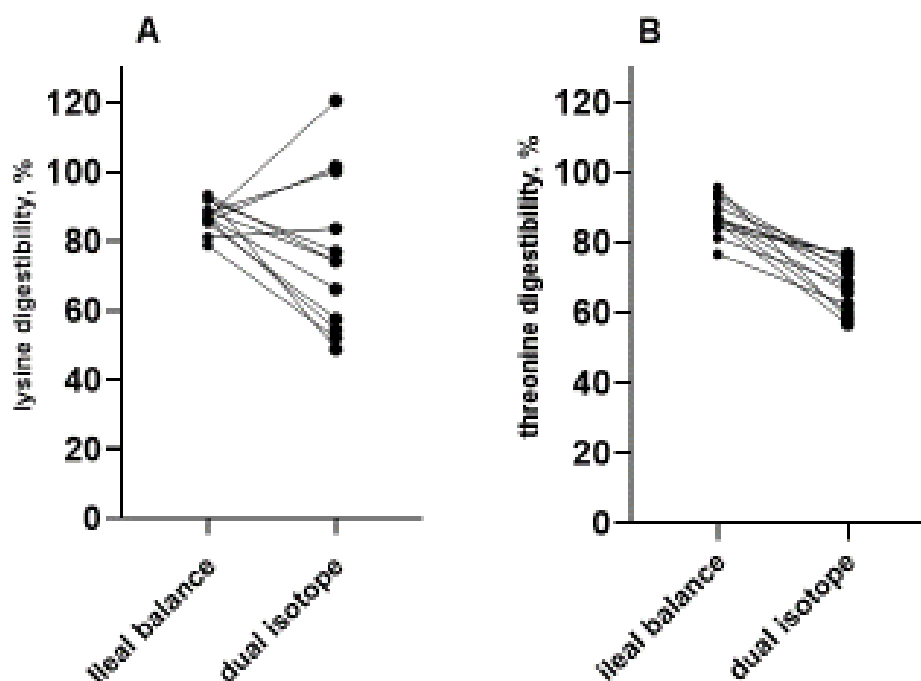 A
lysine digestibility, %
120
100
80
60
40
20
0
ileal balance
dual isotope
B
threonine digestibility, %
120
100
80
60
40
20
0
ileal balance
dual isotope